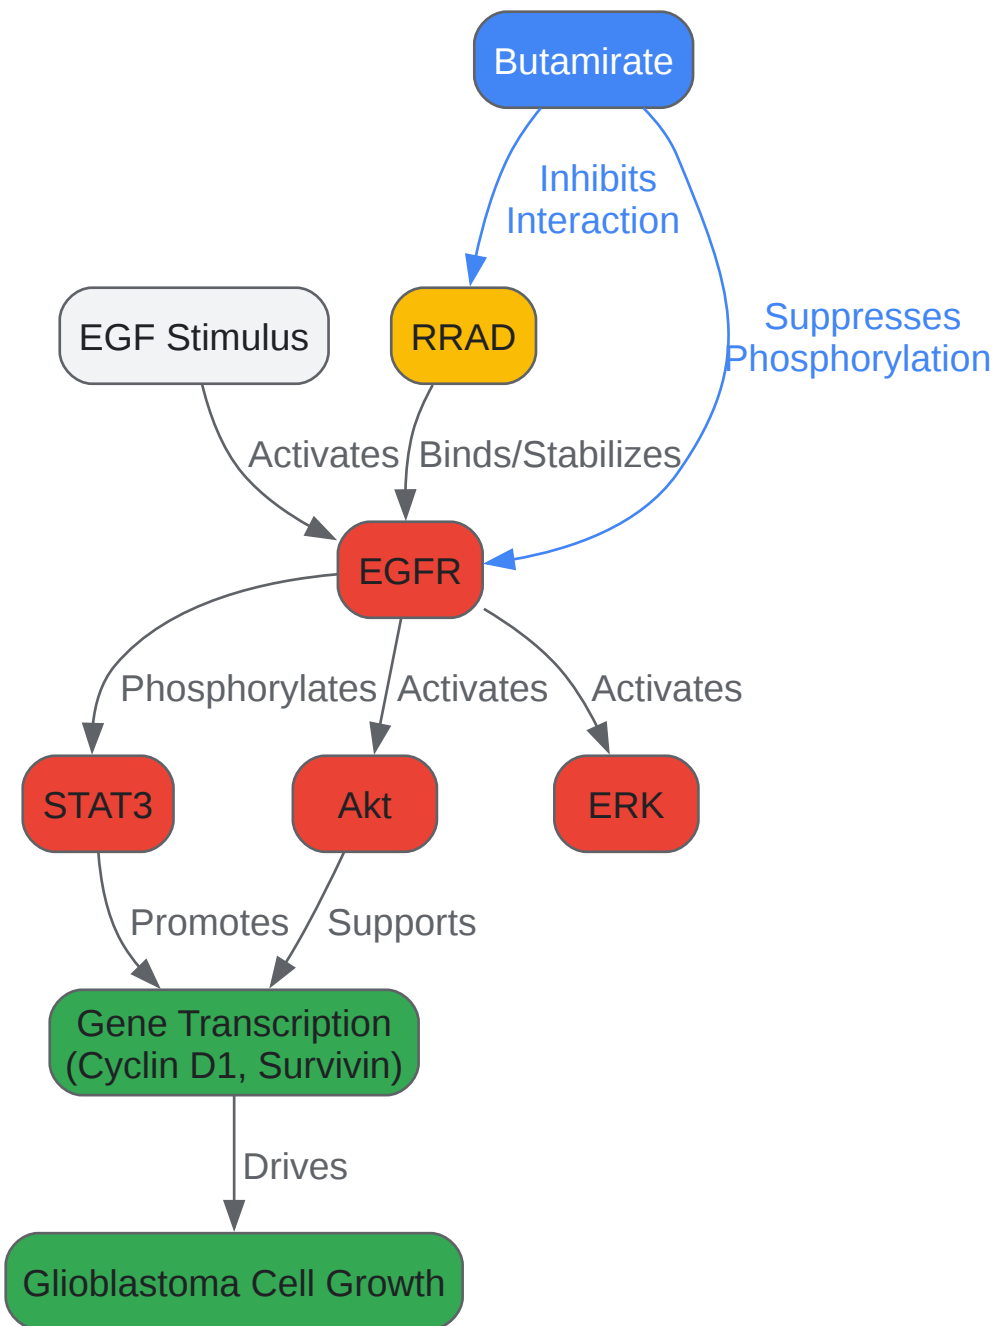 Butamirate
Inhibits
Interaction
Suppresses
Phosphorylation
EGF Stimulus
RRAD
Activates
Binds/Stabilizes
EGFR
Phosphorylates
Activates
Activates
STAT3
Akt
ERK
Promotes
Supports
Gene Transcription
(Cyclin D1, Survivin)
Drives
Glioblastoma Cell Growth